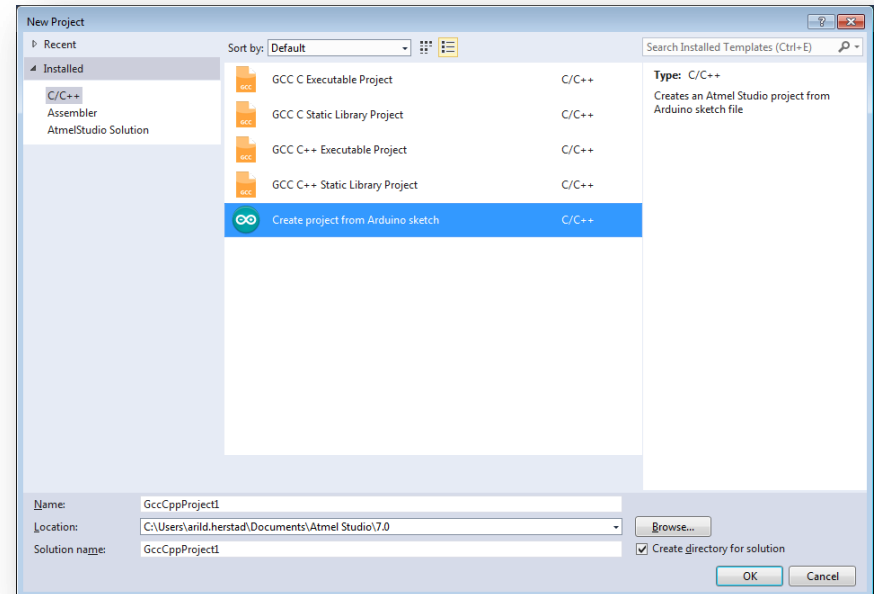 New Project
Recent
Sort by: Default
Search Installed Templates (Ctrl+E)
Installed
C/C++
Assembler
AtmelStudio Solution
GCC
GCC C Executable Project C/C++
GCC
GCC C Static Library Project C/C++
GCC
GCC C++ Executable Project C/C++
GCC
GCC C++ Static Library Project C/C++
Create project from Arduino sketch C/C++
Type: C/C++
Creates an Atmel Studio project from
Arduino sketch file
Name: GccCppProject1
Location: C:\Users\arild.herstad\Documents\Atmel Studio\7.0
Browse...
Solution name: GccCppProject1
Create directory for solution
OK Cancel